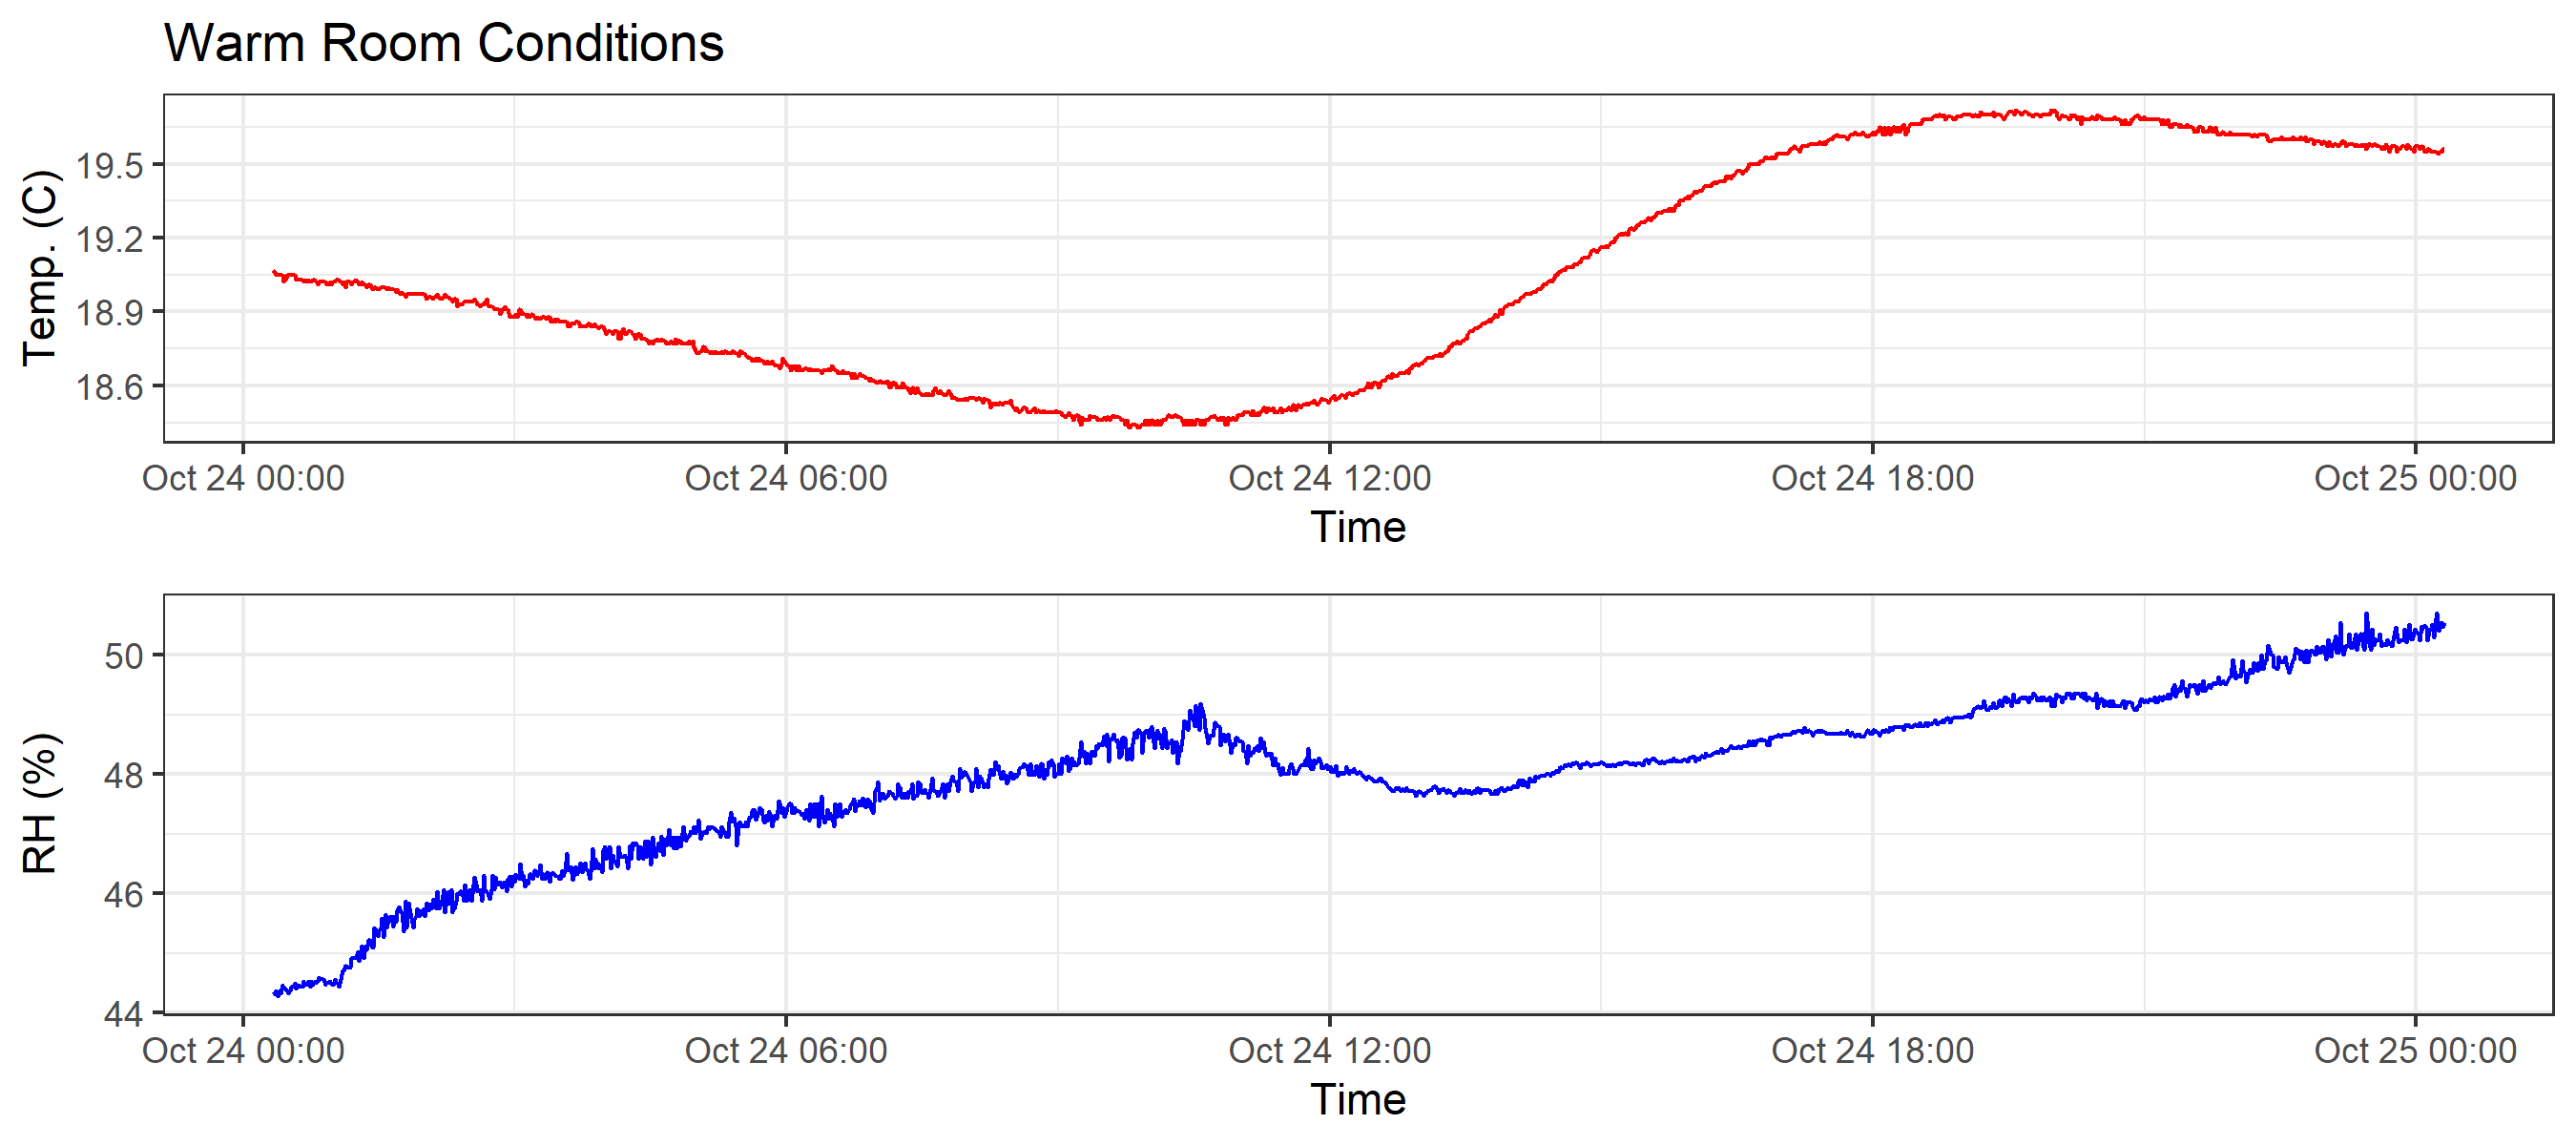 Warm Room Conditions
Temp. (C)
19.5
19.2
18.9
18.6
Oct 24 00:00 Oct 24 06:00 Oct 24 12:00 Oct 24 18:00 Oct 25 00:00
Time
RH (%)
50
48
46
44
Oct 24 00:00 Oct 24 06:00 Oct 24 12:00 Oct 24 18:00 Oct 25 00:00
Time